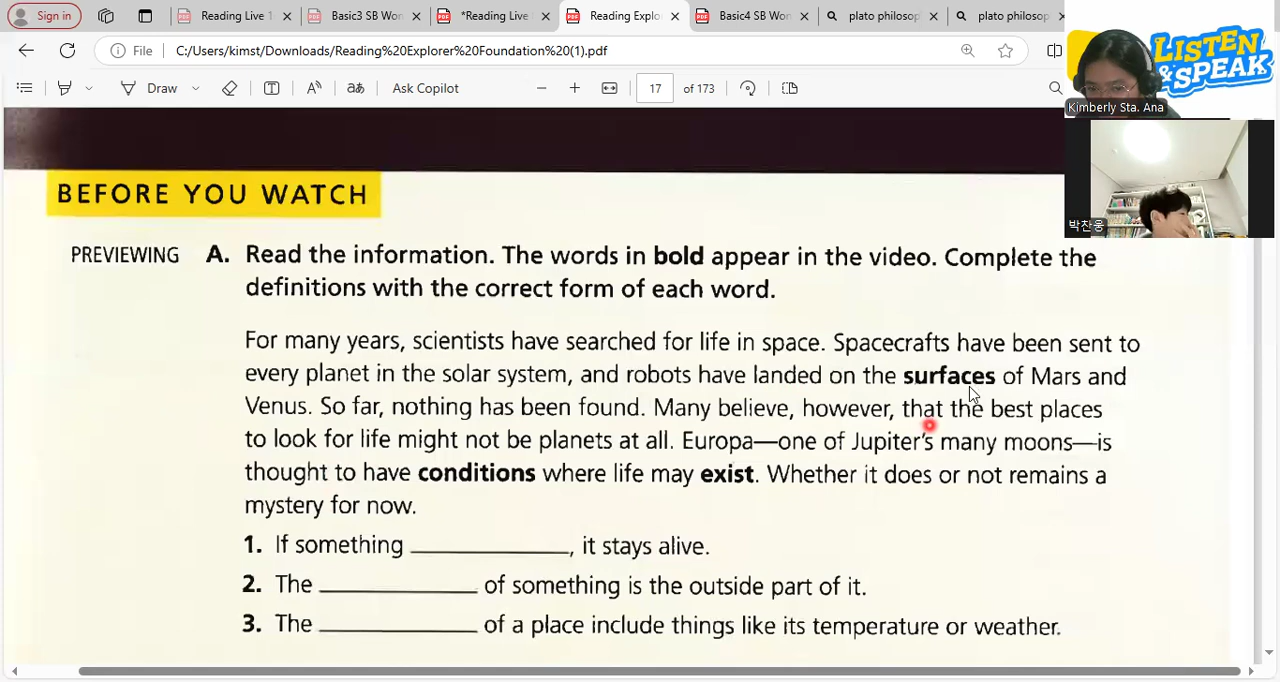 Sign in
Reading Live 1
Basic3 SB Wor
*Reading Live
Reading Explo
Basic4 SB Wor
plato philosop
plato philosop
File
C:/Users/kimst/Downloads/Reading%20Explorer%20Foundation%20(1).pdf
Draw
Ask Copilot
17
of 173
LISTEN
&SPEAK
Kimberly Sta. Ana
박찬웅
BEFORE YOU WATCH
PREVIEWING A. Read the information. The words in bold appear in the video. Complete the
definitions with the correct form of each word.
For many years, scientists have searched for life in space. Spacecrafts have been sent to
every planet in the solar system, and robots have landed on the surfaces of Mars and
Venus. So far, nothing has been found. Many believe, however, that the best places
to look for life might not be planets at all. Europa—one of Jupiter's many moons—is
thought to have conditions where life may exist. Whether it does or not remains a
mystery for now.
1. If something ____________, it stays alive.
2. The ____________ of something is the outside part of it.
3. The ____________ of a place include things like its temperature or weather.